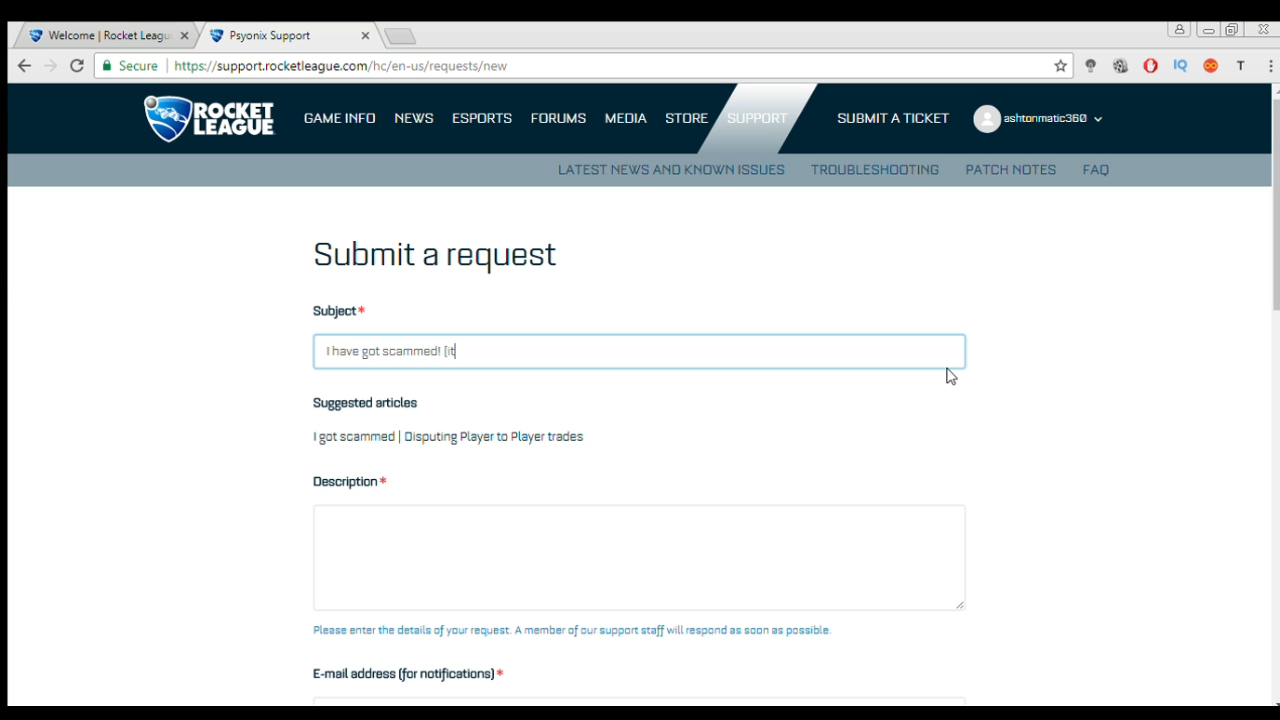 Welcome | Rocket Leagu
Psyonix Support
Secure https://support.rocketleague.com/hc/en-us/requests/new
IQ T
ROCKET
LEAGUE
GAME INFO NEWS ESPORTS FORUMS MEDIA STORE SUPPORT SUBMIT A TICKET ashtonmatic360
LATEST NEWS AND KNOWN ISSUES TROUBLESHOOTING PATCH NOTES FAQ
Submit a request
Subject*
I have got scammed! [it
Suggested articles
I got scammed | Disputing Player to Player trades
Description*
Please enter the details of your request. A member of our support staff will respond as soon as possible.
E-mail address (for notifications)*